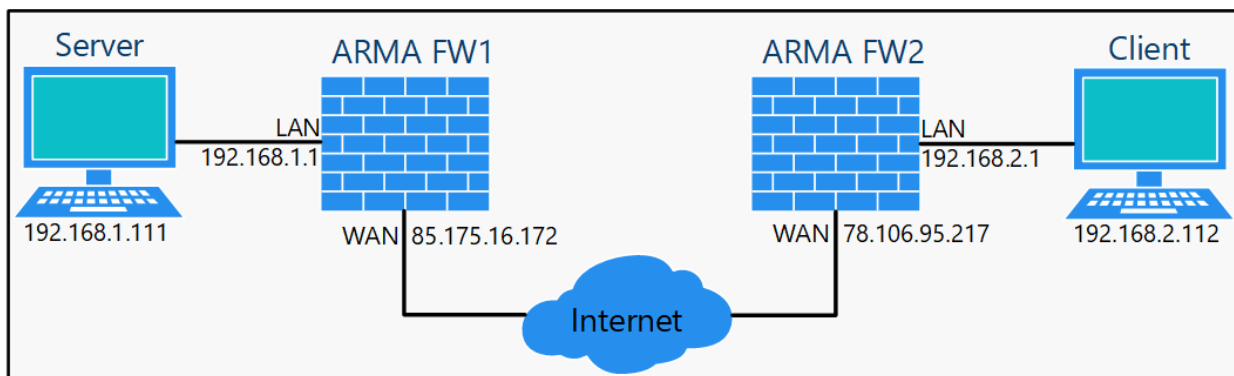 Server
ARMA FW1
ARMA FW2
Client
LAN
192.168.1.1
LAN
192.168.2.1
192.168.1.111
WAN 85.175.16.172
WAN 78.106.95.217
192.168.2.112
Internet